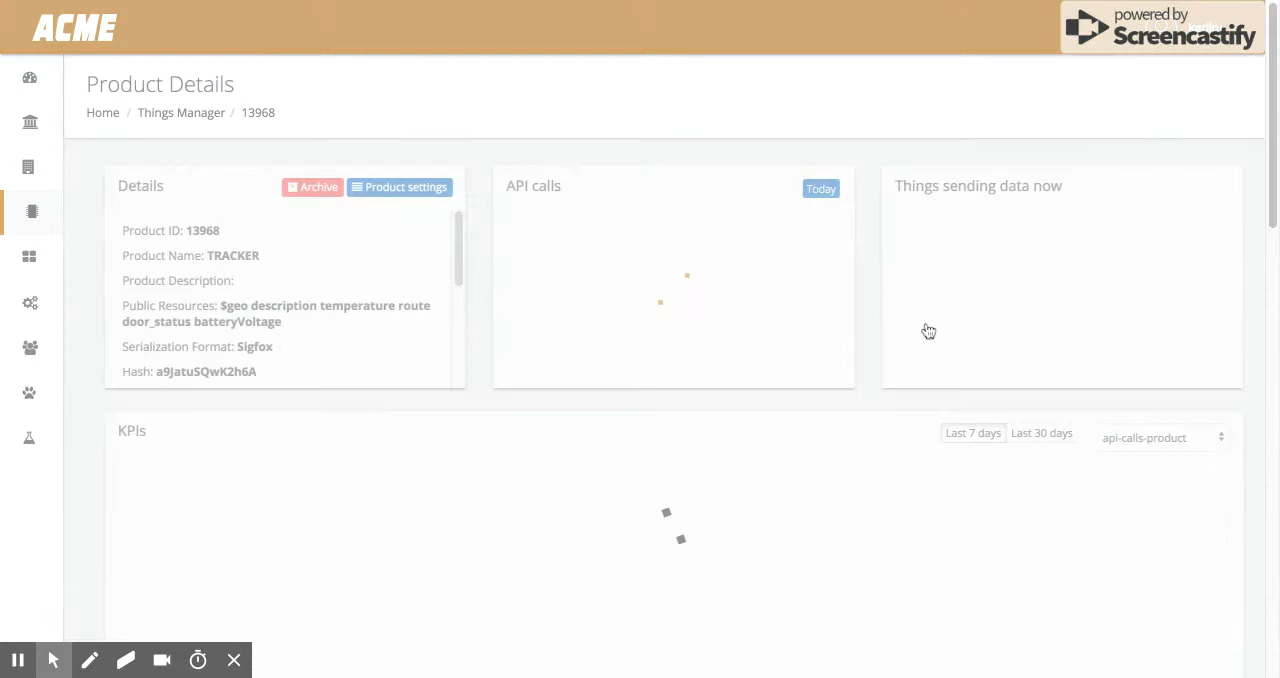 ACME
powered by
Screencastify
Product Details
Home / Things Manager / 13968
Details
Archive
Product settings
Product ID: 13968
Product Name: TRACKER
Product Description:
Public Resources: $geo description temperature route
door_status batteryVoltage
Serialization Format: Sigfox
Hash: a9JatuSQwK2h6A
API calls
Today
Things sending data now
KPIs
Last 7 days
Last 30 days
api-calls-product